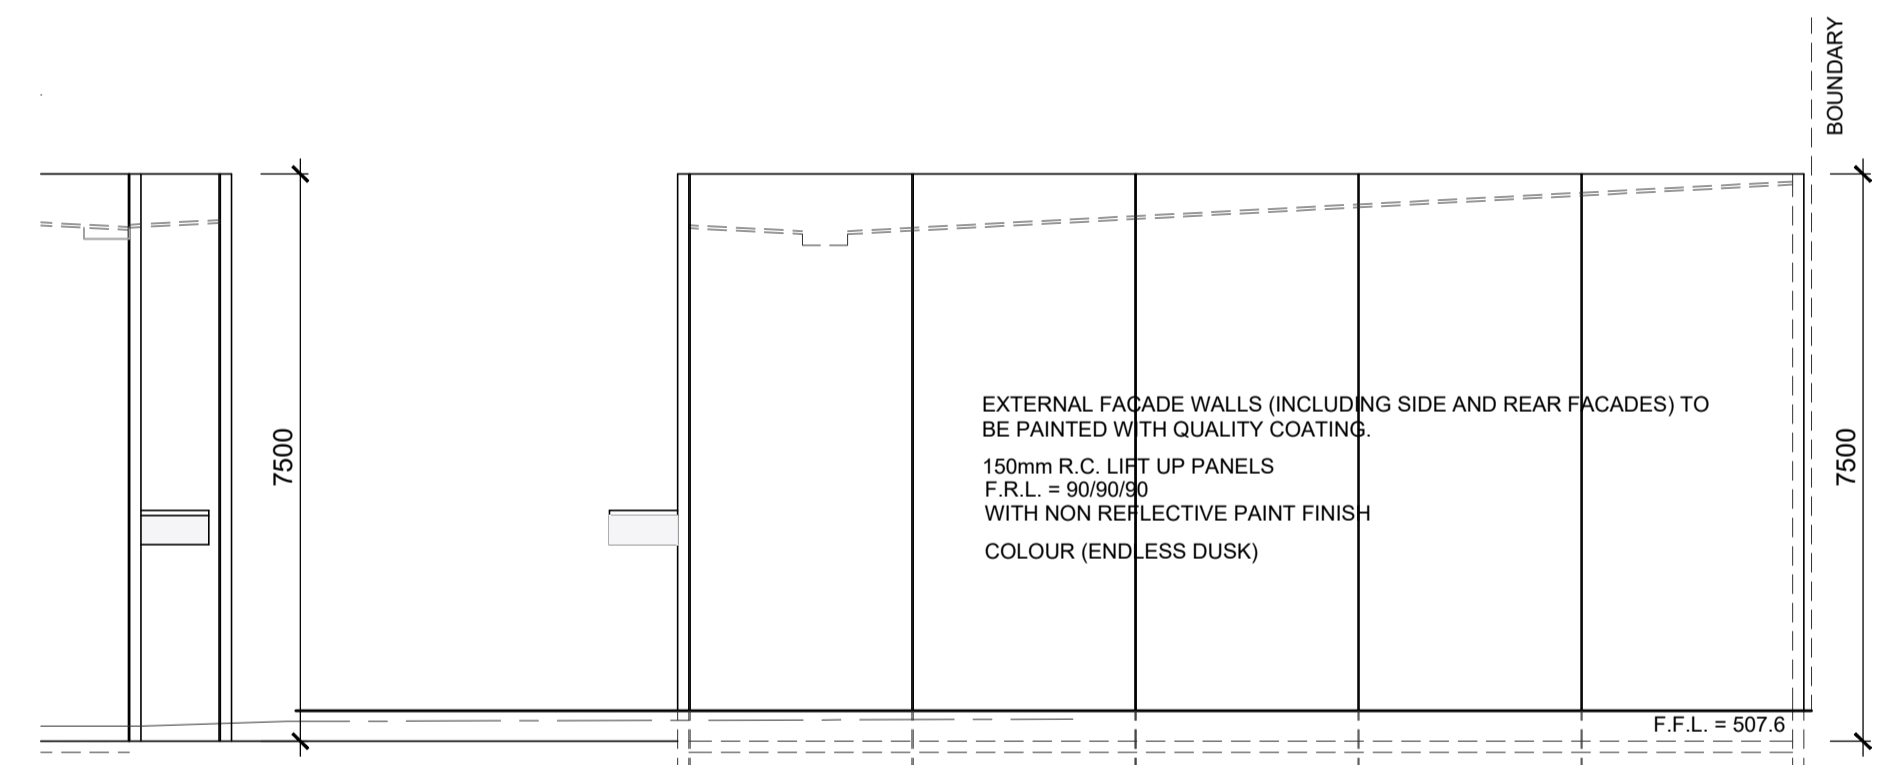 BOUNDARY
7500
EXTERNAL FACADE WALLS (INCLUDING SIDE AND REAR FACADES) TO
BE PAINTED WITH QUALITY COATING.
150mm R.C. LIFT UP PANELS
F.R.L. = 90/90/90
WITH NON REFLECTIVE PAINT FINISH
COLOUR (ENDLESS DUSK)
7500
F.F.L. = 507.6